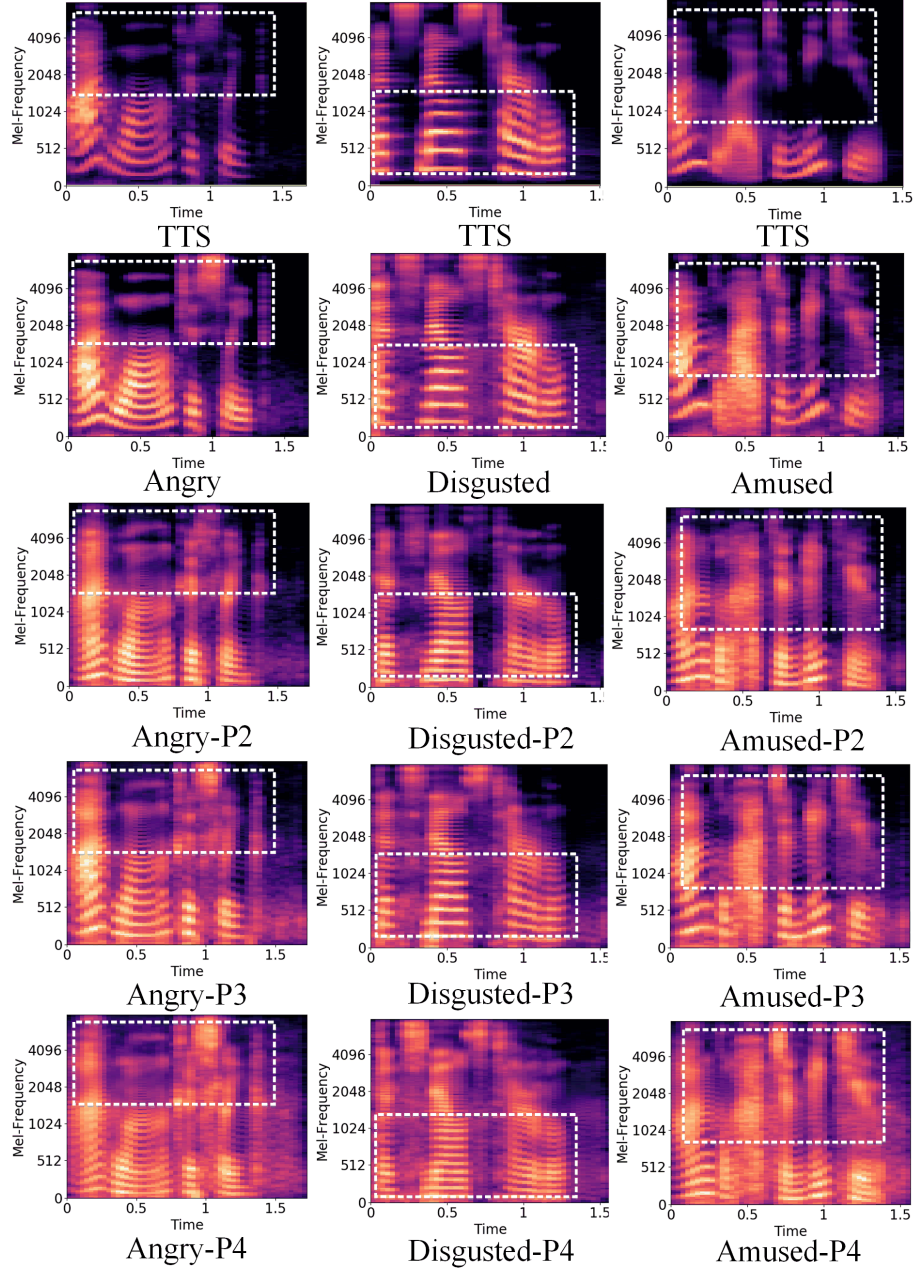 Mel-Frequency
4096
2048
1024
512
0
0 0.5 1 1.5
Time
TTS
Mel-Frequency
4096
2048
1024
512
0
0 0.5 1 1.5
Time
TTS
Mel-Frequency
4096
2048
1024
512
0
0 0.5 1 1.5
Time
TTS
Mel-Frequency
4096
2048
1024
512
0
0 0.5 1 1.5
Time
Angry
Mel-Frequency
4096
2048
1024
512
0
0 0.5 1 1.5
Time
Disgusted
Mel-Frequency
4096
2048
1024
512
0
0 0.5 1 1.5
Time
Amused
Mel-Frequency
4096
2048
1024
512
0
0 0.5 1 1.5
Time
Angry-P2
Mel-Frequency
4096
2048
1024
512
0
0 0.5 1 1.5
Time
Disgusted-P2
Mel-Frequency
4096
2048
1024
512
0
0 0.5 1 1.5
Time
Amused-P2
Mel-Frequency
4096
2048
1024
512
0
0 0.5 1 1.5
Time
Angry-P3
Mel-Frequency
4096
2048
1024
512
0
0 0.5 1 1.5
Time
Disgusted-P3
Mel-Frequency
4096
2048
1024
512
0
0 0.5 1 1.5
Time
Amused-P3
Mel-Frequency
4096
2048
1024
512
0
0 0.5 1 1.5
Time
Angry-P4
Mel-Frequency
4096
2048
1024
512
0
0 0.5 1 1.5
Time
Disgusted-P4
Mel-Frequency
4096
2048
1024
512
0
0 0.5 1 1.5
Time
Amused-P4